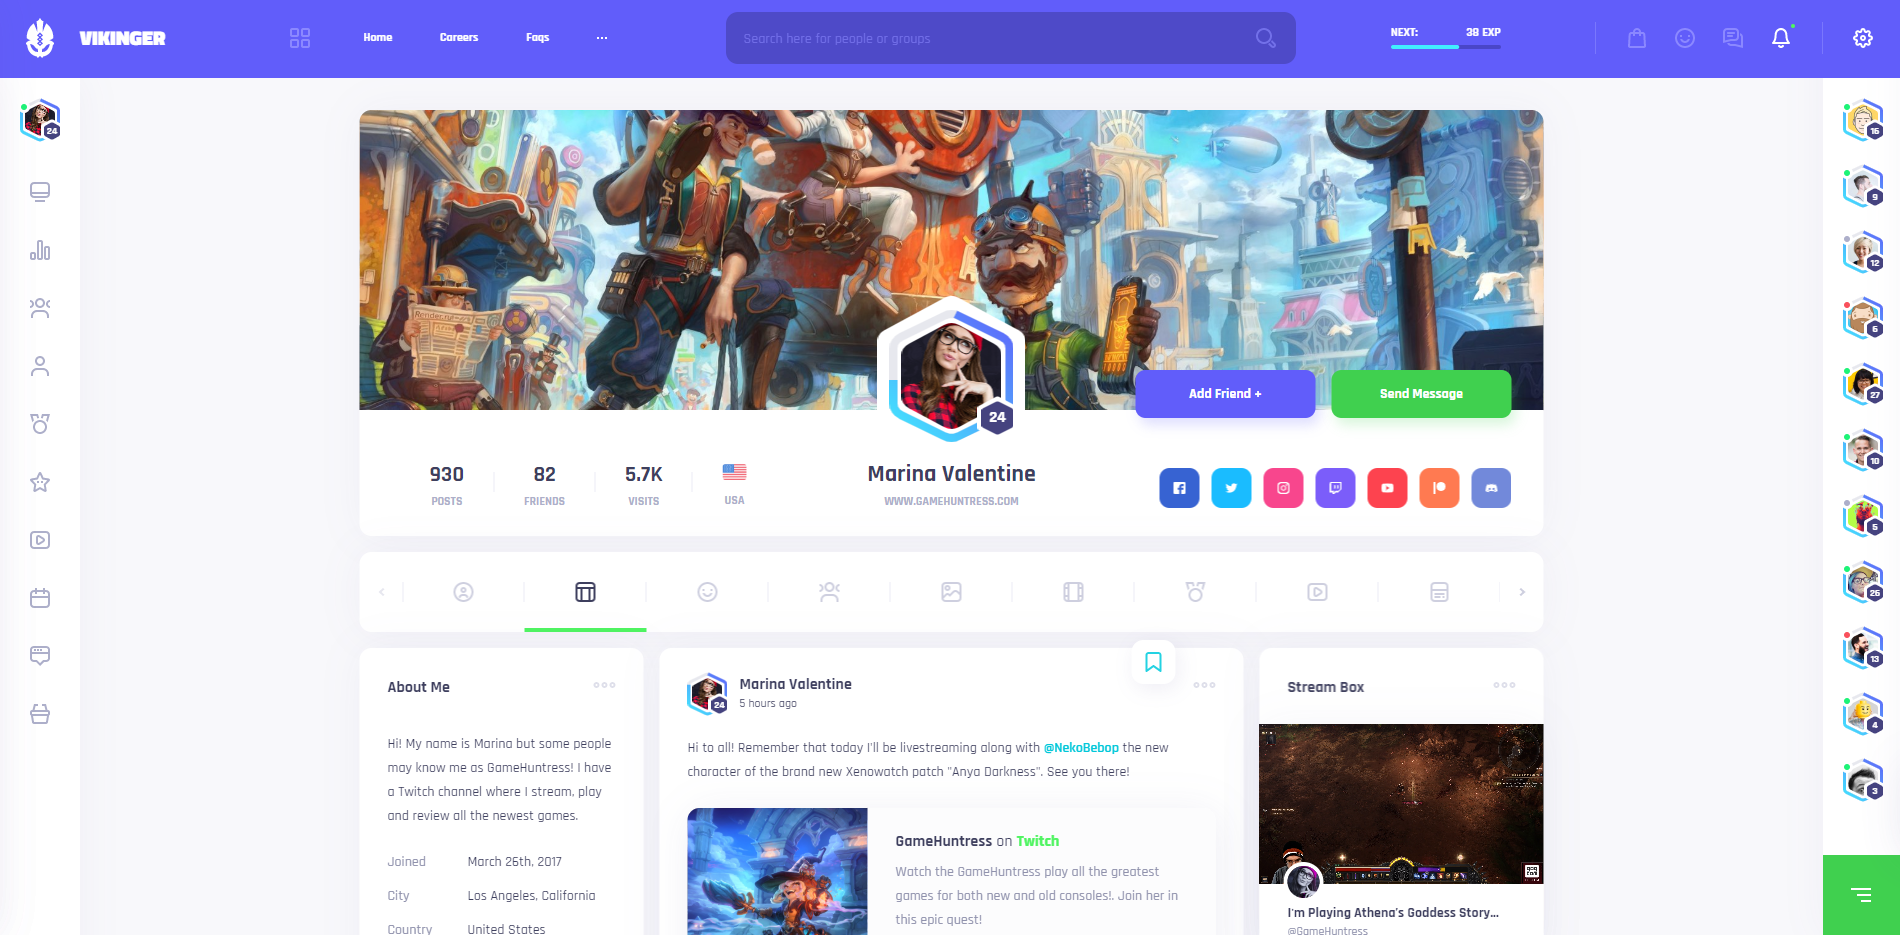 VIKINGER
Home
Careers
Faqs
Search here for people or groups
NEXT:
38 EXP
24
16
9
12
6
27
10
5
26
13
4
3
24
Add Friend +
Send Message
930
POSTS
82
FRIENDS
5.7K
VISITS
USA
Marina Valentine
WWW.GAMEHUNTRESS.COM
About Me
Hi! My name is Marina but some people
may know me as GameHuntress! I have
a Twitch channel where I stream, play
and review all the newest games.
Joined
March 26th, 2017
City
Los Angeles, California
Country
United States
24
Marina Valentine
5 hours ago
Hi to all! Remember that today I'll be livestreaming along with @NekoBebop the new
character of the brand new Xenowatch patch "Anya Darkness". See you there!
GameHuntress on Twitch
Watch the GameHuntress play all the greatest
games for both new and old consoles!. Join her in
this epic quest!
Stream Box
I'm Playing Athena's Goddess Story...
@GameHuntress